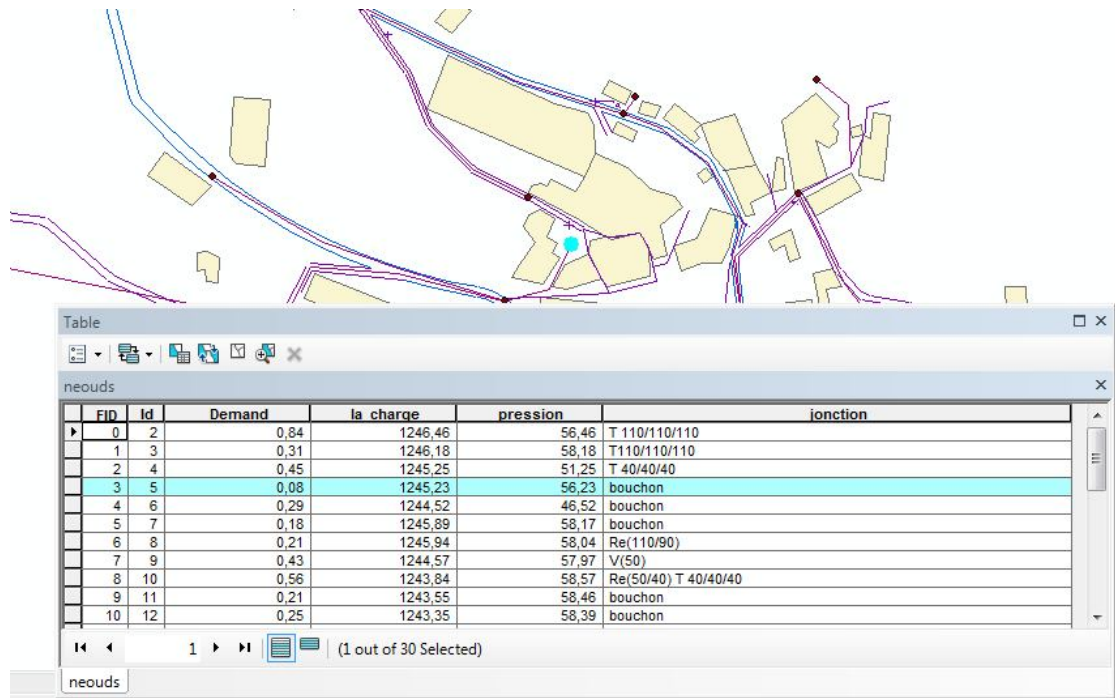 Table
neouds
FID Id Demand la charge pression jonction
0 2 0,84 1246,46 56,46 T 110/110/110
1 3 0,31 1246,18 58,18 T110/110/110
2 4 0,45 1245,25 51,25 T 40/40/40
3 5 0,08 1245,23 56,23 bouchon
4 6 0,29 1244,52 46,52 bouchon
5 7 0,18 1245,89 58,17 bouchon
6 8 0,21 1245,94 58,04 Re(110/90)
7 9 0,43 1244,57 57,97 V(50)
8 10 0,56 1243,84 58,57 Re(50/40) T 40/40/40
9 11 0,21 1243,55 58,46 bouchon
10 12 0,25 1243,35 58,39 bouchon
1 (1 out of 30 Selected)
neouds